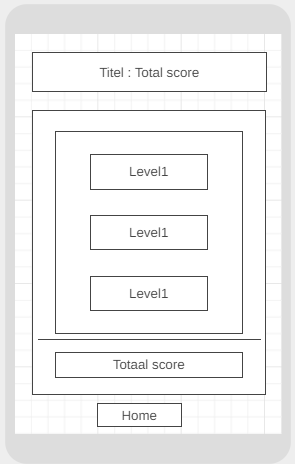 Titel : Total score
Level1
Level1
Level1
Totaal score
Home